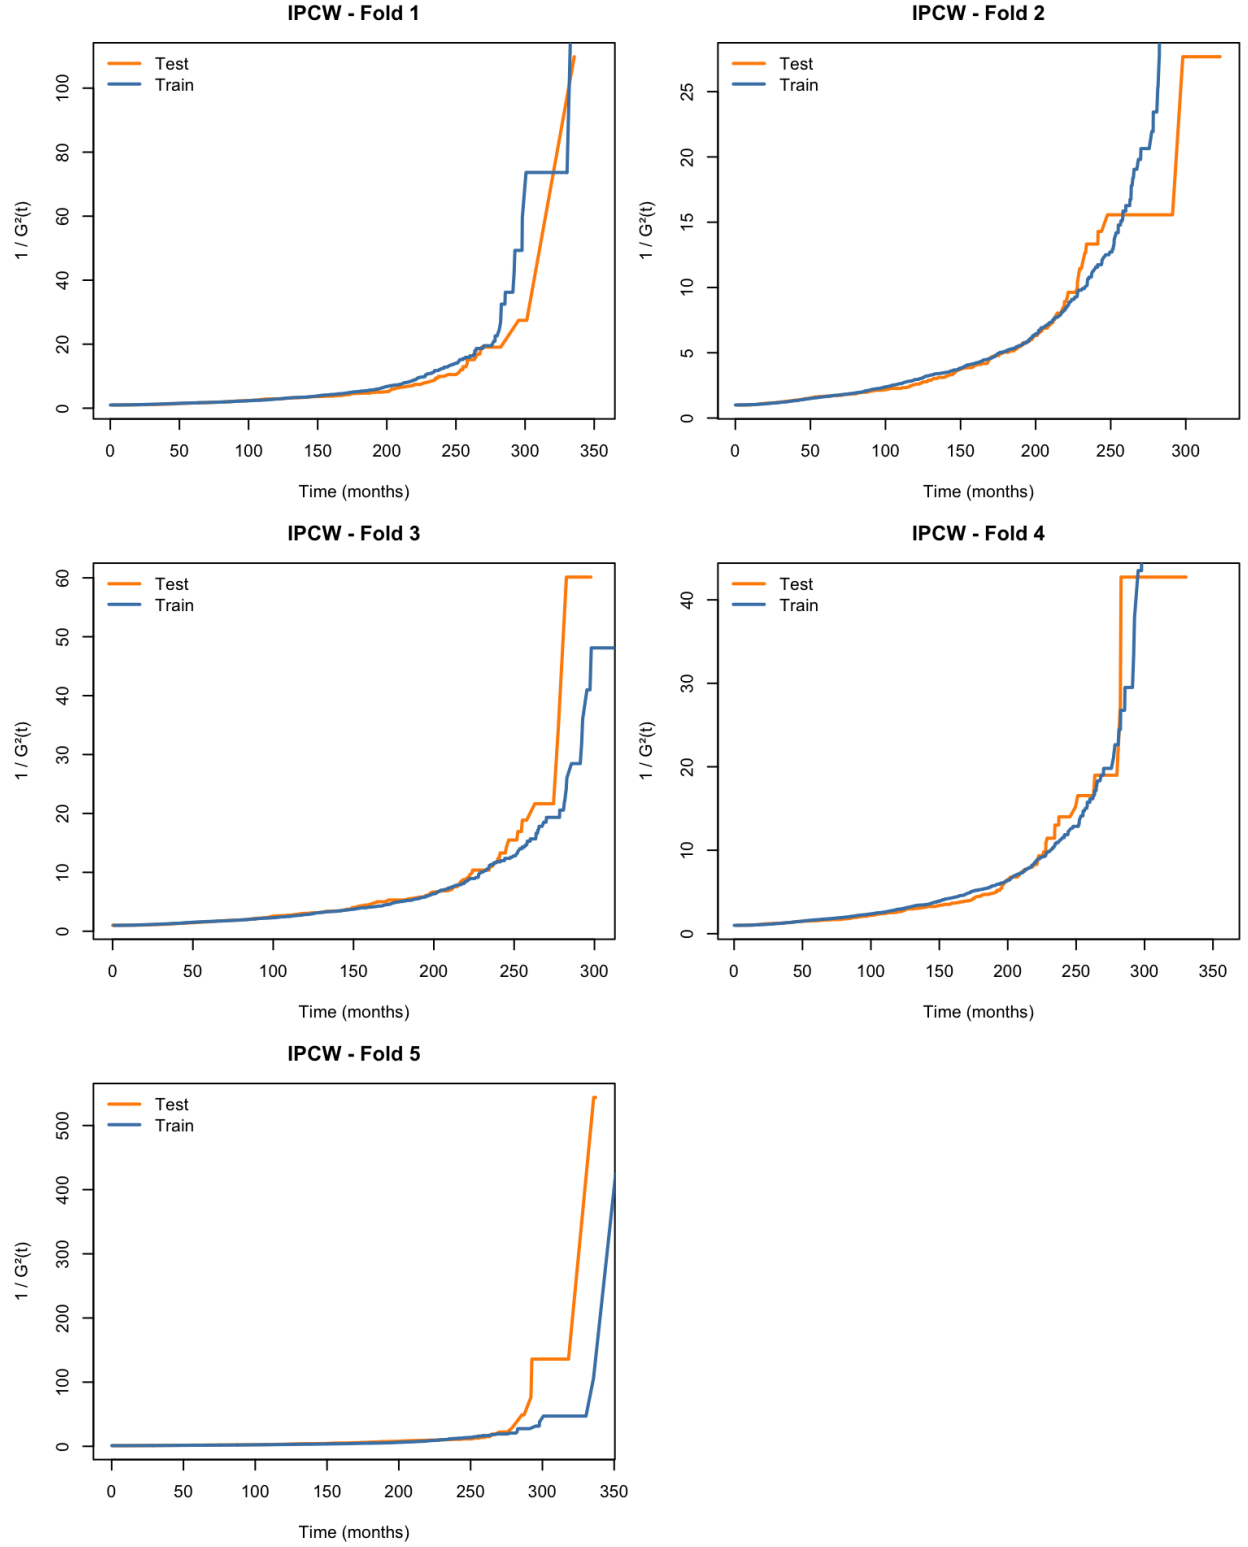 IPCW - Fold 1
Test
Train
1 / G²(t)
0
20
40
60
80
100
0 50 100 150 200 250 300 350
Time (months)
IPCW - Fold 2
Test
Train
1 / G²(t)
0
5
10
15
20
25
0 50 100 150 200 250 300
Time (months)
IPCW - Fold 3
Test
Train
1 / G²(t)
0
10
20
30
40
50
60
0 50 100 150 200 250 300
Time (months)
IPCW - Fold 4
Test
Train
1 / G²(t)
0
10
20
30
40
0 50 100 150 200 250 300 350
Time (months)
IPCW - Fold 5
Test
Train
1 / G²(t)
0
100
200
300
400
500
0 50 100 150 200 250 300 350
Time (months)